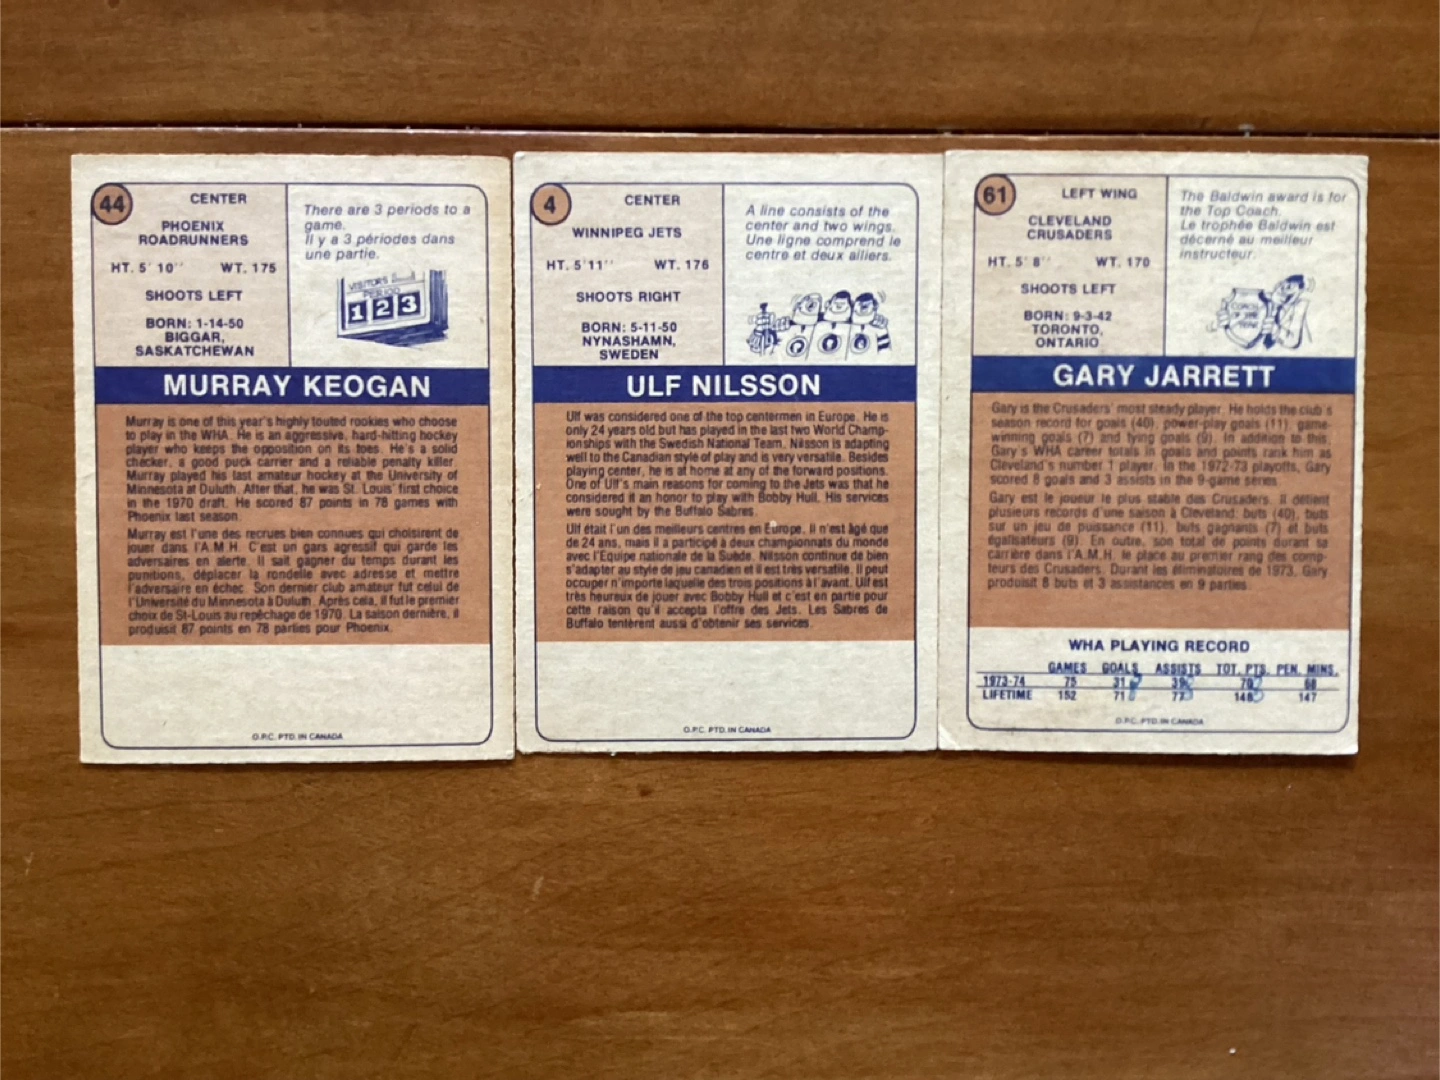 44
CENTER
PHOENIX
ROADRUNNERS
HT. 5' 10'' WT. 175
SHOOTS LEFT
BORN: 1-14-50
BIGGAR,
SASKATCHEWAN
There are 3 periods to a
game.
Il y a 3 périodes dans
une partie.
VISITORS
PERIOD
1 2 3
MURRAY KEOGAN
Murray is one of this year's highly touted rookies who choose
to play in the WHA. He is an aggressive, hard-hitting hockey
player who keeps the opposition on its toes. He's a solid
checker, a good puck carrier and a reliable penalty killer.
Murray played his last amateur hockey at the University of
Minnesota at Duluth. After that, he was St. Louis' first choice
in the 1970 draft. He scored 87 points in 78 games with
Phoenix last season.
Murray est l'une des recrues bien connues qui choisirent de
jouer dans l'A.M.H. C'est un gars agressif qui garde les
adversaires en alerte. Il sait gagner du temps durant les
punitions, déplacer la rondelle avec adresse et mettre
l'adversaire en échec. Son dernier club amateur fut celui de
l'Université du Minnesota à Duluth. Après cela, il fut le premier
choix de St-Louis au repêchage de 1970. La saison dernière, il
produisit 87 points en 78 parties pour Phoenix.
O.P.C. PTD. IN CANADA
4
CENTER
WINNIPEG JETS
HT. 5'11'' WT. 176
SHOOTS RIGHT
BORN: 5-11-50
NYNASHAMN,
SWEDEN
A line consists of the
center and two wings.
Une ligne comprend le
centre et deux ailiers.
ULF NILSSON
Ulf was considered one of the top centermen in Europe. He is
only 24 years old but has played in the last two World Champ-
ionships with the Swedish National Team. Nilsson is adapting
well to the Canadian style of play and is very versatile. Besides
playing center, he is at home at any of the forward positions.
One of Ulf's main reasons for coming to the Jets was that he
considered it an honor to play with Bobby Hull. His services
were sought by the Buffalo Sabres.
Ulf était l'un des meilleurs centres en Europe. Il n'est âgé que
de 24 ans, mais il a participé à deux championnats du monde
avec l'Equipe nationale de la Suède. Nilsson continue de bien
s'adapter au style de jeu canadien et il est très versatile. Il peut
occuper n'importe laquelle des trois positions à l'avant. Ulf est
très heureux de jouer avec Bobby Hull et c'est en partie pour
cette raison qu'il accepta l'offre des Jets. Les Sabres de
Buffalo tentèrent aussi d'obtenir ses services.
O.P.C. PTD. IN CANADA
61
LEFT WING
CLEVELAND
CRUSADERS
HT. 5' 8'' WT. 170
SHOOTS LEFT
BORN: 9-3-42
TORONTO,
ONTARIO
The Baldwin award is for
the Top Coach.
Le trophée Baldwin est
décerné au meilleur
instructeur.
GARY JARRETT
Gary is the Crusaders' most steady player. He holds the club's
season record for goals (40), power-play goals (11), game-
winning goals (7) and tying goals (9). In addition to this,
Gary's WHA career totals in goals and points rank him as
Cleveland's number 1 player. In the 1972-73 playoffs, Gary
scored 8 goals and 3 assists in the 9-game series.
Gary est le joueur le plus stable des Crusaders. Il détient
plusieurs records d'une saison à Cleveland: buts (40), buts
sur un jeu de puissance (11), buts gagnants (7) et buts
égalisateurs (9). En outre, son total de points durant sa
carrière dans l'A.M.H. le place au premier rang des comp-
teurs des Crusaders. Durant les éliminatoires de 1973, Gary
produisit 8 buts et 3 assistances en 9 parties.
WHA PLAYING RECORD
GAMES GOALS ASSISTS TOT. PTS. PEN. MINS.
1973-74 75 31 39 70 68
LIFETIME 152 71 77 148 147
O.P.C. PTD. IN CANADA